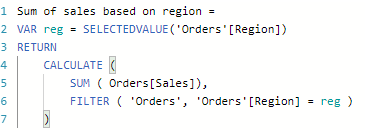 1 Sum of sales based on region =
2 VAR reg = SELECTEDVALUE('Orders'[Region])
3 RETURN
4 CALCULATE (
5 SUM ( Orders[Sales]),
6 FILTER ( 'Orders', 'Orders'[Region] = reg )
7 )